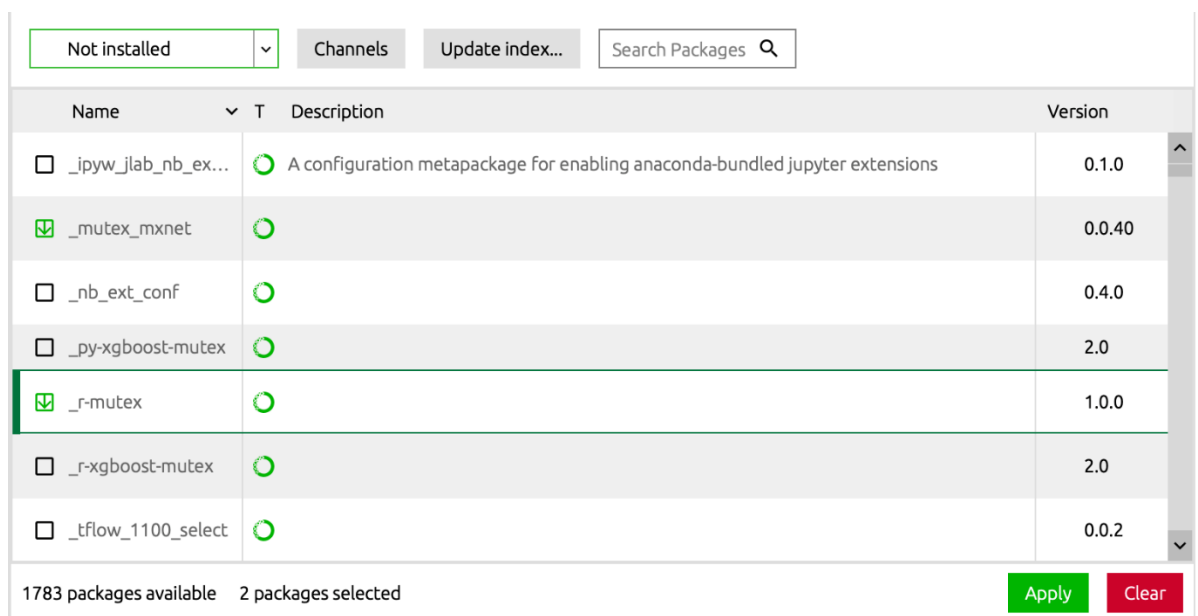 Not installed Channels Update index... Search Packages
Name T Description Version
_ipyw_jlab_nb_ex... A configuration metapackage for enabling anaconda-bundled jupyter extensions 0.1.0
_mutex_mxnet 0.0.40
_nb_ext_conf 0.4.0
_py-xgboost-mutex 2.0
_r-mutex 1.0.0
_r-xgboost-mutex 2.0
_tflow_1100_select 0.0.2
1783 packages available 2 packages selected Apply Clear